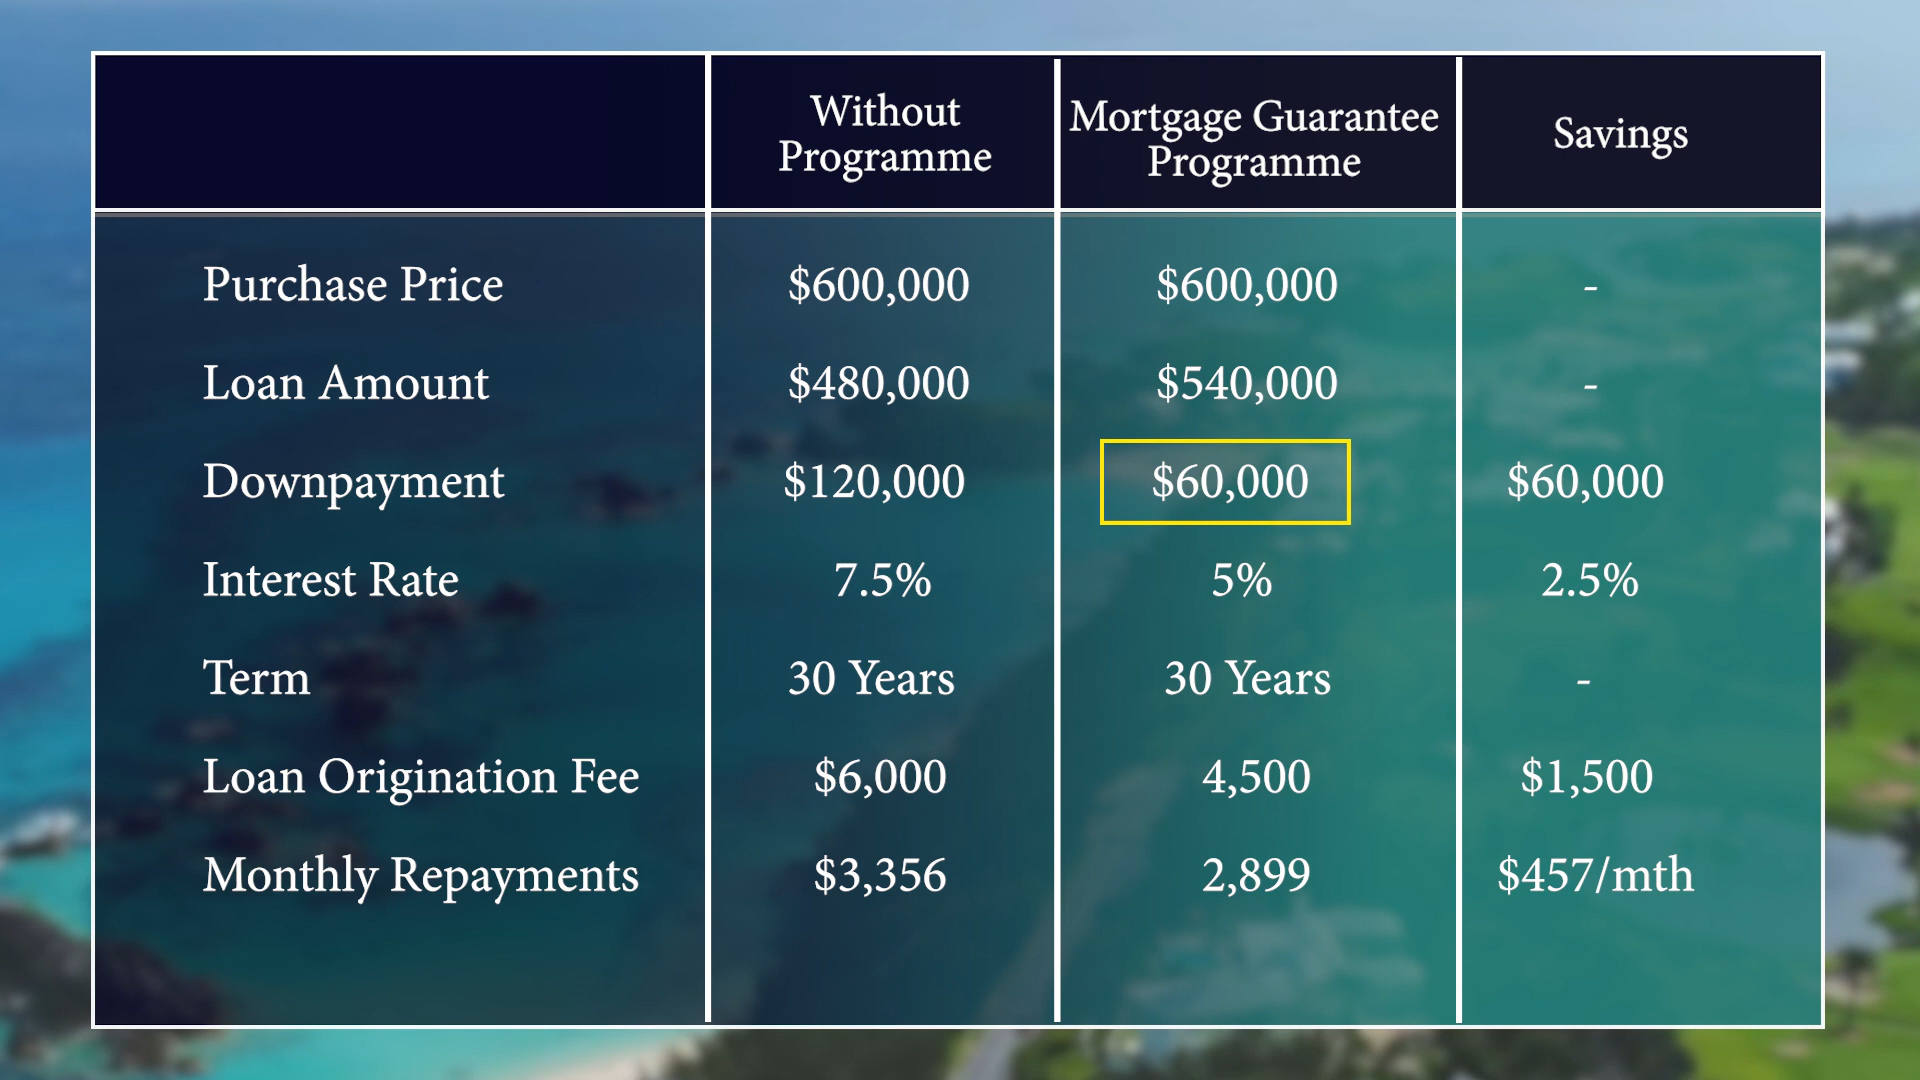 Without Programme
Mortgage Guarantee Programme
Savings
Purchase Price $600,000 $600,000 -
Loan Amount $480,000 $540,000 -
Downpayment $120,000 $60,000 $60,000
Interest Rate 7.5% 5% 2.5%
Term 30 Years 30 Years -
Loan Origination Fee $6,000 4,500 $1,500
Monthly Repayments $3,356 2,899 $457/mth